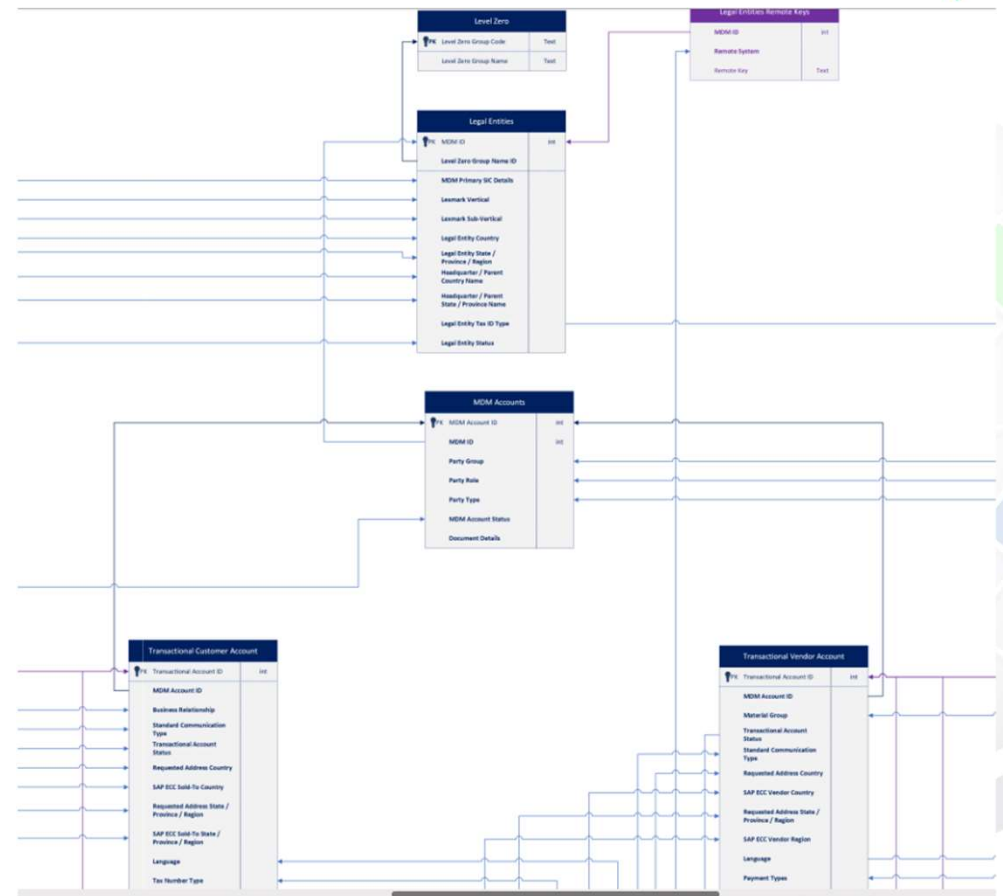 Level Zero
PK Level Zero Group Code Text
Level Zero Group Name Text
Legal Entities Remote Keys
MDM ID int
Remote System
Remote Key Text
Legal Entities
PK MDM ID int
Level Zero Group Name ID
MDM Primary SIC Details
Lexmark Vertical
Lexmark Sub-Vertical
Legal Entity Country
Legal Entity State /
Province / Region
Headquarter / Parent
Country Name
Headquarter / Parent
State / Province Name
Legal Entity Tax ID Type
Legal Entity Status
MDM Accounts
PK MDM Account ID int
MDM ID int
Party Group
Party Role
Party Type
MDM Account Status
Document Details
Transactional Customer Account
PK Transactional Account ID int
MDM Account ID
Business Relationship
Standard Communication
Type
Transactional Account
Status
Requested Address Country
SAP ECC Sold-To Country
Requested Address State /
Province / Region
SAP ECC Sold-To State /
Province / Region
Language
Tax Number Type
Transactional Vendor Account
PK Transactional Account ID int
MDM Account ID
Material Group
Transactional Account
Status
Standard Communication
Type
Requested Address Country
SAP ECC Vendor Country
Requested Address State /
Province / Region
SAP ECC Vendor Region
Language
Payment Types